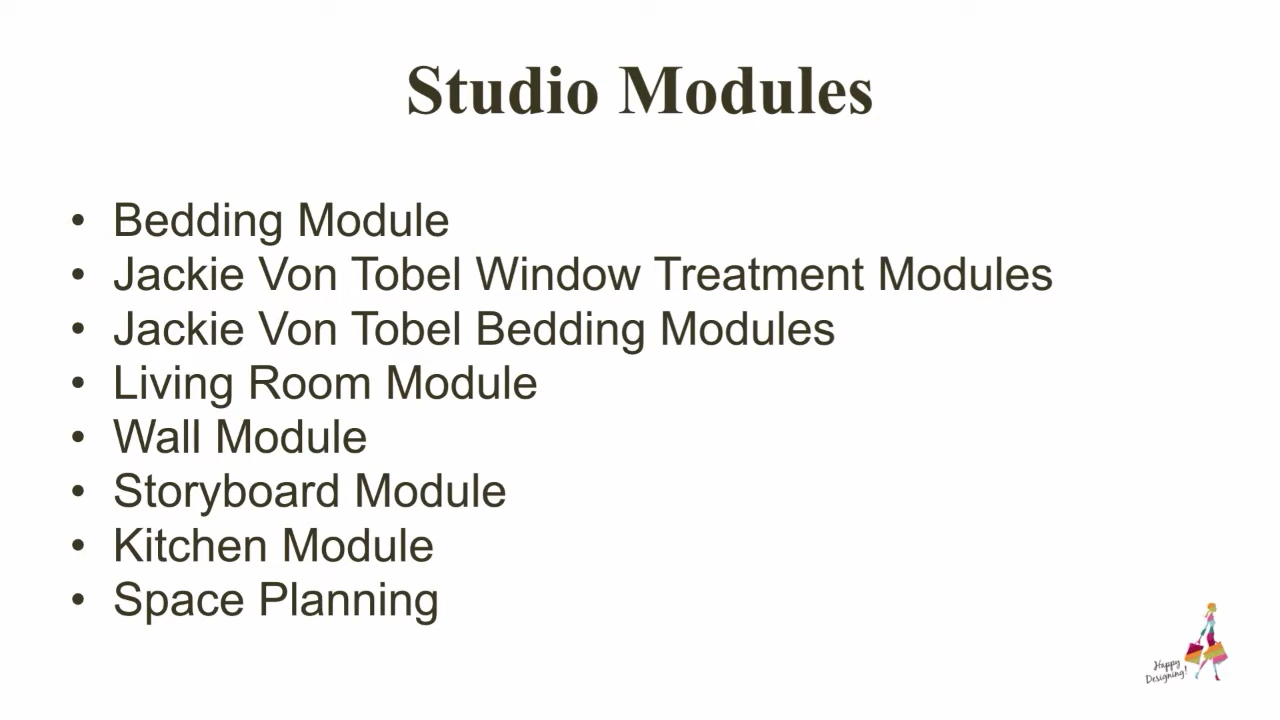 Studio Modules
• Bedding Module
• Jackie Von Tobel Window Treatment Modules
• Jackie Von Tobel Bedding Modules
• Living Room Module
• Wall Module
• Storyboard Module
• Kitchen Module
• Space Planning
Happy
Designing!